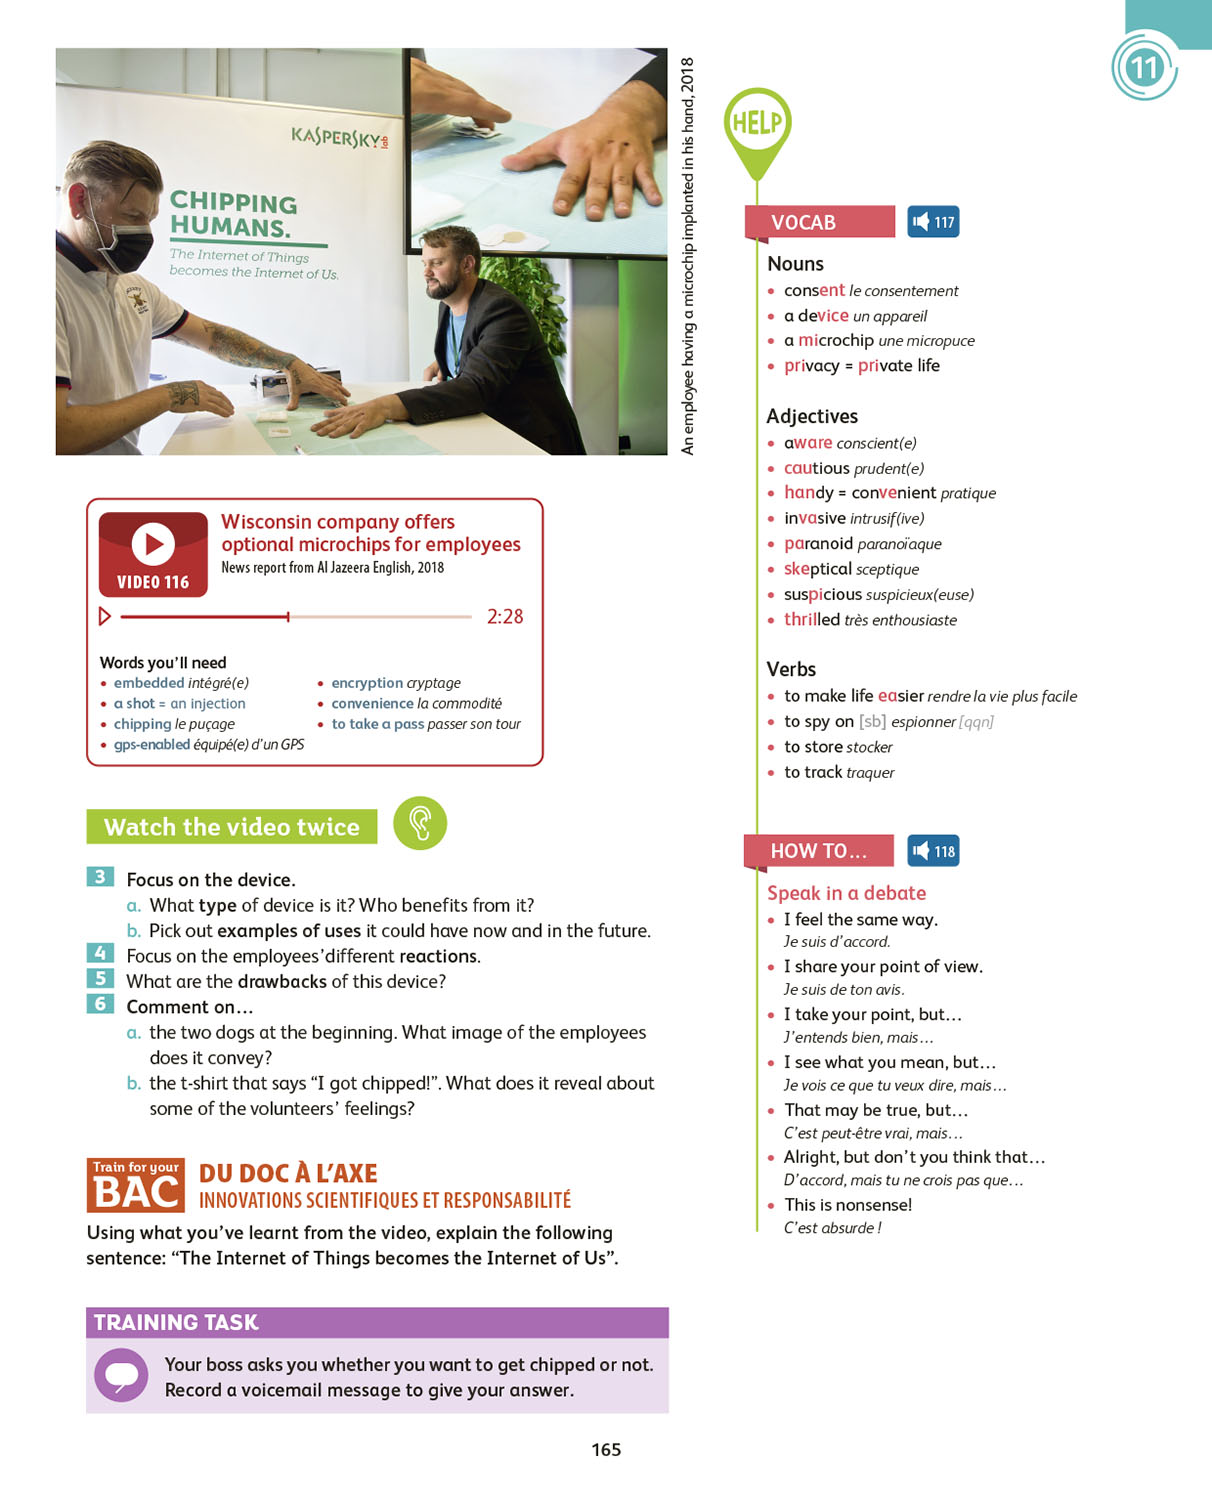 11
KASPERSKY lab
CHIPPING
HUMANS.
The Internet of Things
becomes the Internet of Us.
An employee having a microchip implanted in his hand, 2018
VIDEO 116
Wisconsin company offers
optional microchips for employees
News report from Al Jazeera English, 2018
2:28
Words you’ll need
• embedded intégré(e)
• a shot = an injection
• chipping le puçage
• gps-enabled équipé(e) d’un GPS
• encryption cryptage
• convenience la commodité
• to take a pass passer son tour
Watch the video twice
3 Focus on the device.
a. What type of device is it? Who benefits from it?
b. Pick out examples of uses it could have now and in the future.
4 Focus on the employees’different reactions.
5 What are the drawbacks of this device?
6 Comment on…
a. the two dogs at the beginning. What image of the employees
does it convey?
b. the t-shirt that says “I got chipped!”. What does it reveal about
some of the volunteers’ feelings?
Train for your
BAC
DU DOC À L’AXE
INNOVATIONS SCIENTIFIQUES ET RESPONSABILITÉ
Using what you’ve learnt from the video, explain the following
sentence: “The Internet of Things becomes the Internet of Us”.
TRAINING TASK
Your boss asks you whether you want to get chipped or not.
Record a voicemail message to give your answer.
HELP
VOCAB 117
Nouns
• consent le consentement
• a device un appareil
• a microchip une micropuce
• privacy = private life
Adjectives
• aware conscient(e)
• cautious prudent(e)
• handy = convenient pratique
• invasive intrusif(ive)
• paranoid paranoïaque
• skeptical sceptique
• suspicious suspicieux(euse)
• thrilled très enthousiaste
Verbs
• to make life easier rendre la vie plus facile
• to spy on [sb] espionner [qqn]
• to store stocker
• to track traquer
HOW TO… 118
Speak in a debate
• I feel the same way.
Je suis d’accord.
• I share your point of view.
Je suis de ton avis.
• I take your point, but…
J’entends bien, mais…
• I see what you mean, but…
Je vois ce que tu veux dire, mais…
• That may be true, but…
C’est peut-être vrai, mais…
• Alright, but don’t you think that…
D’accord, mais tu ne crois pas que…
• This is nonsense!
C’est absurde !
165